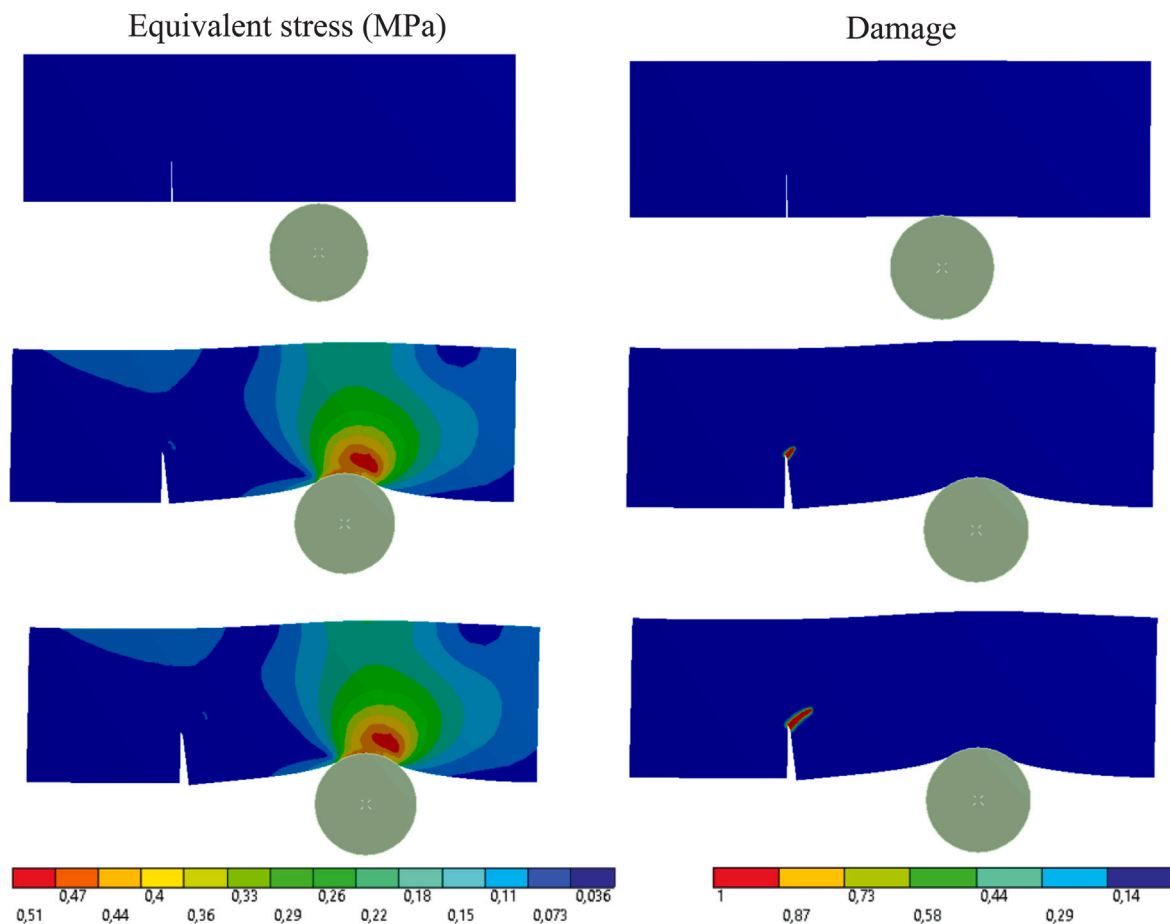 Equivalent stress (MPa)
Damage
0,47 0,4 0,33 0,26 0,18 0,11 0,036
0,51 0,44 0,36 0,29 0,22 0,15 0,073
1 0,73 0,44 0,14
0,87 0,58 0,29